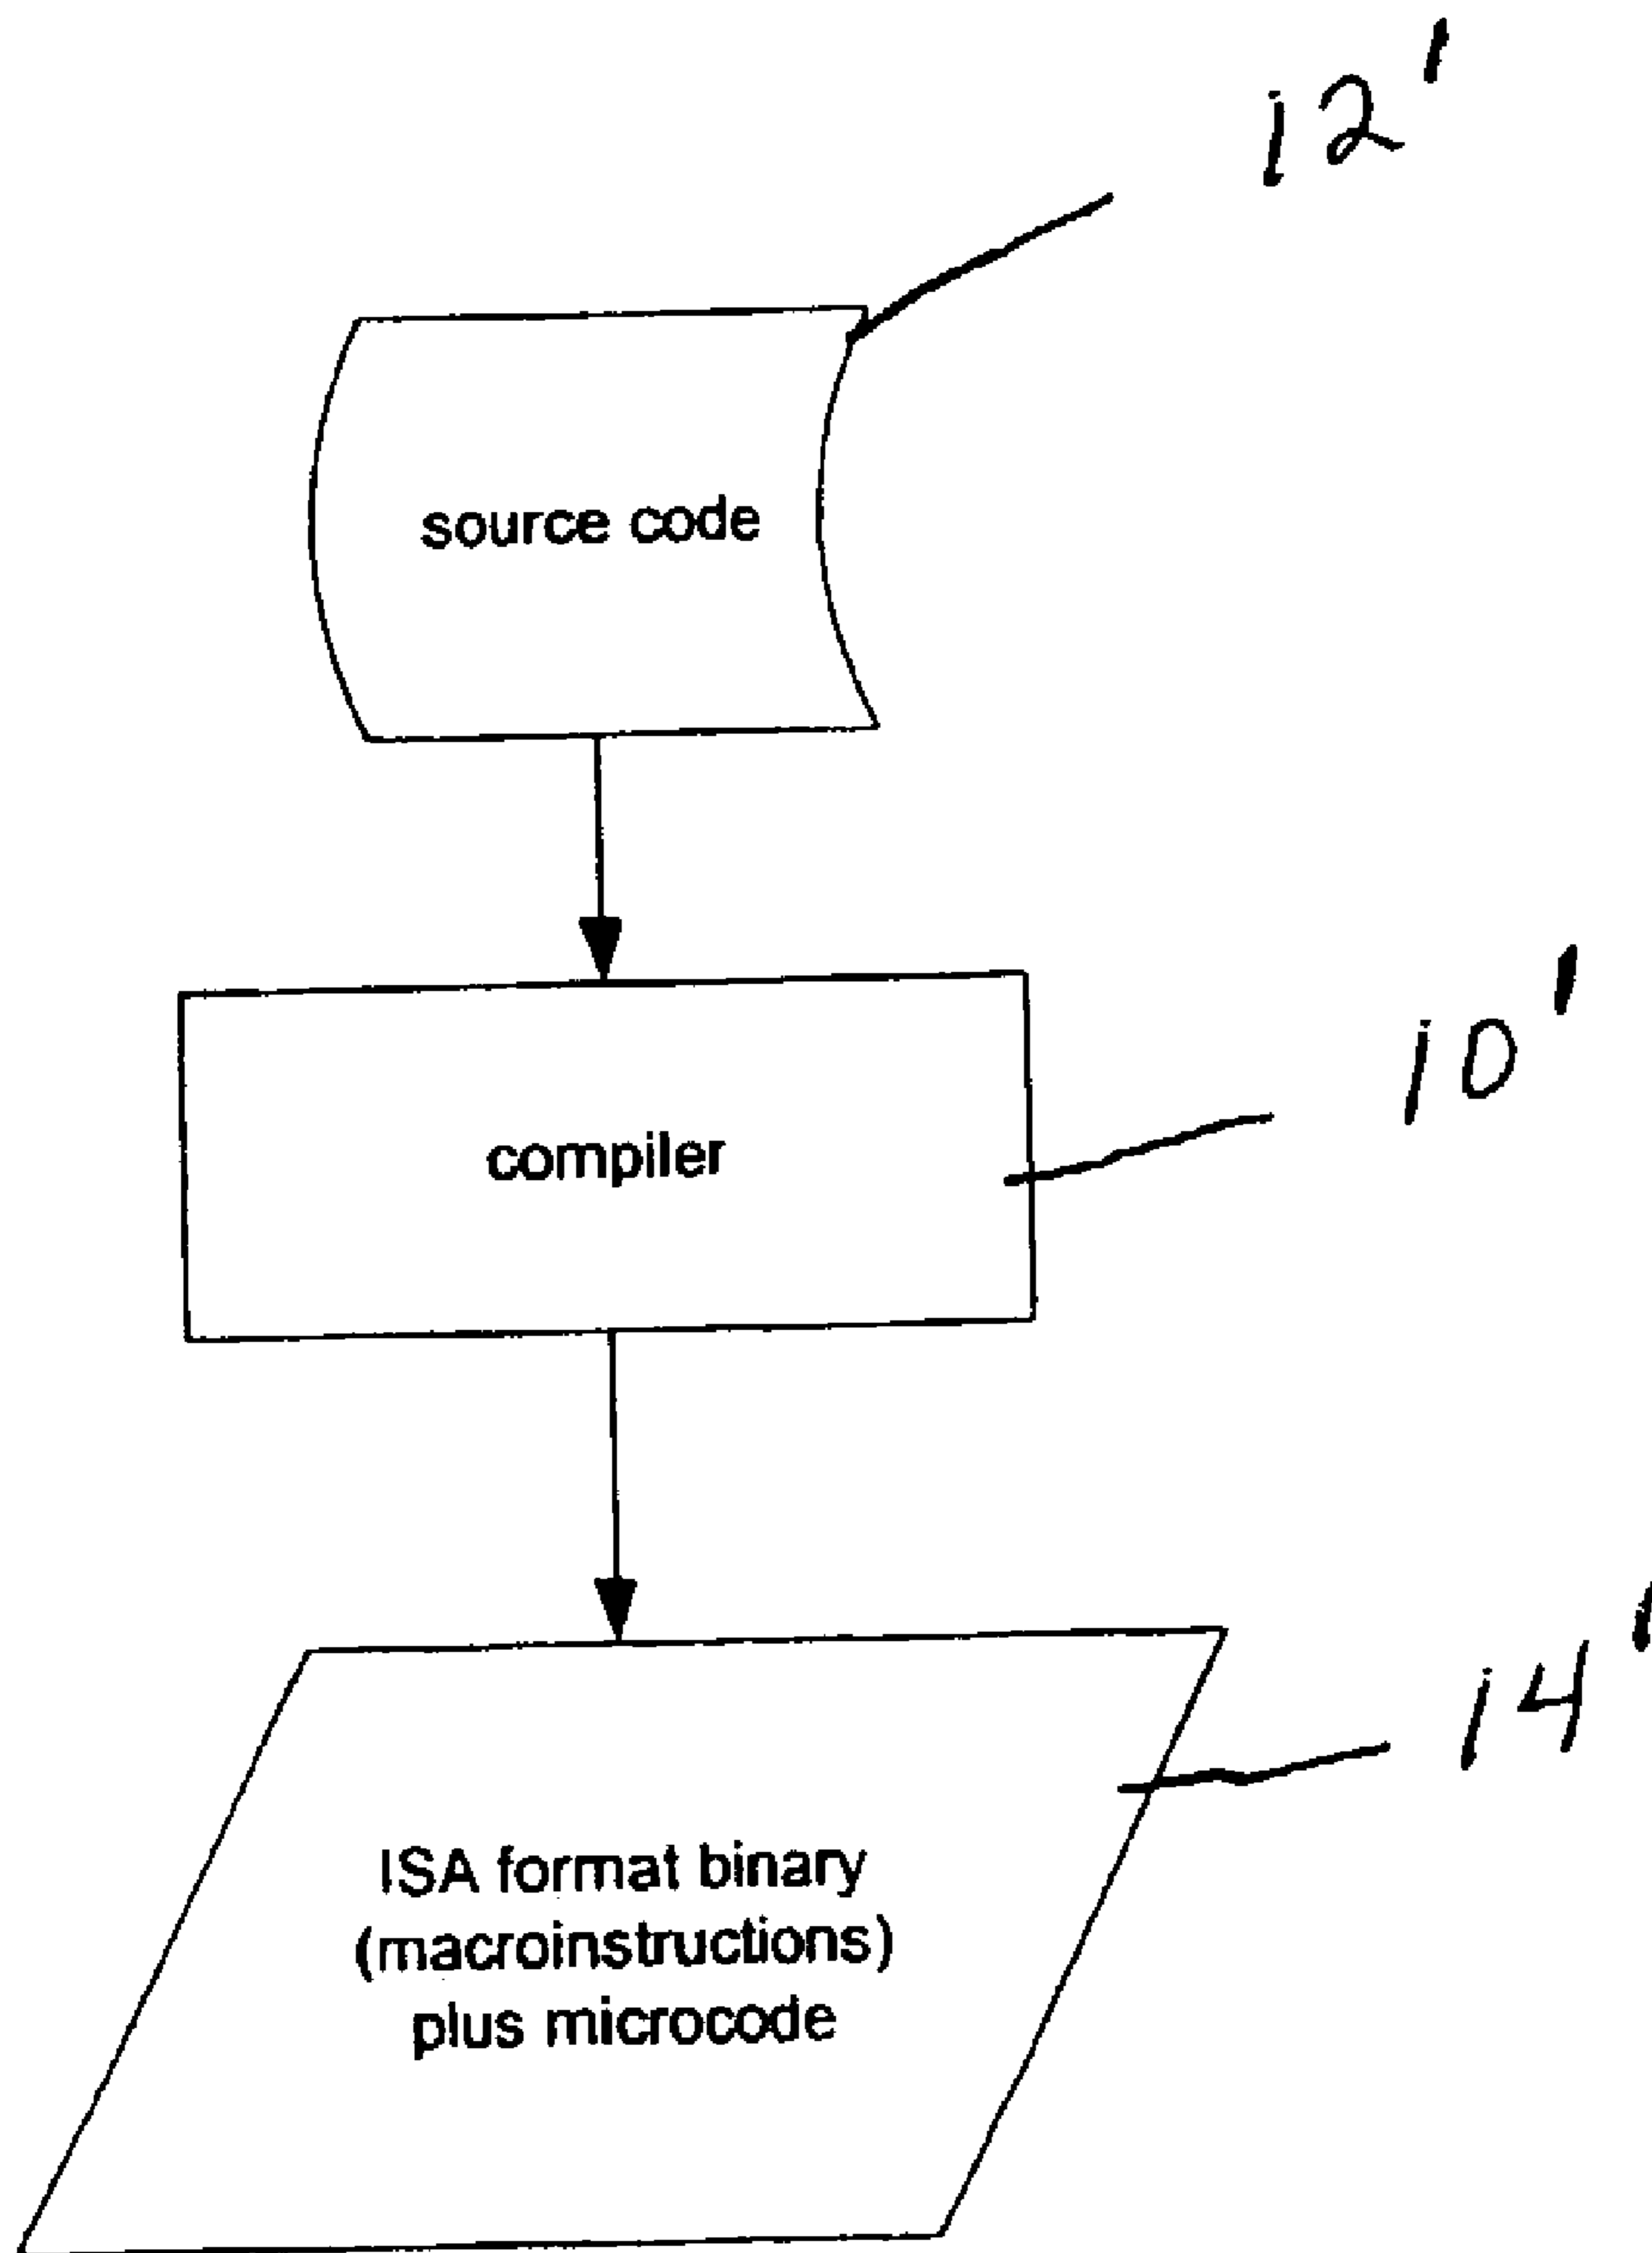 12'
source code
10'
compiler
14'
ISA format binary
(macroinstructions)
plus microcode